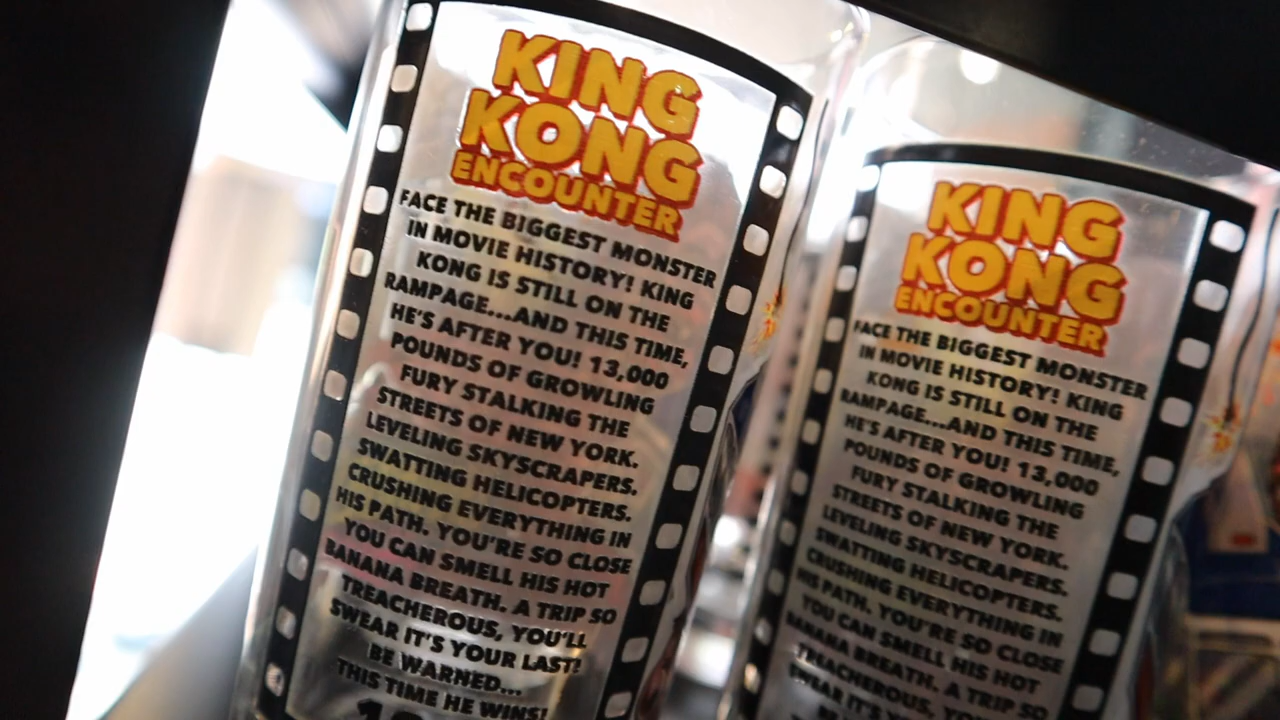 KING
KONG
ENCOUNTER
FACE THE BIGGEST MONSTER
IN MOVIE HISTORY! KING
KONG IS STILL ON THE
RAMPAGE...AND THIS TIME,
HE'S AFTER YOU! 13,000
POUNDS OF GROWLING
FURY STALKING THE
STREETS OF NEW YORK.
LEVELING SKYSCRAPERS.
SWATTING HELICOPTERS.
CRUSHING EVERYTHING IN
HIS PATH. YOU'RE SO CLOSE
YOU CAN SMELL HIS HOT
BANANA BREATH. A TRIP SO
TREACHEROUS, YOU'LL
SWEAR IT'S YOUR LAST!
BE WARNED...
THIS TIME HE WINS!
KING
KONG
ENCOUNTER
FACE THE BIGGEST MONSTER
IN MOVIE HISTORY! KING
KONG IS STILL ON THE
RAMPAGE...AND THIS TIME,
HE'S AFTER YOU! 13,000
POUNDS OF GROWLING
FURY STALKING THE
STREETS OF NEW YORK.
LEVELING SKYSCRAPERS.
SWATTING HELICOPTERS.
CRUSHING EVERYTHING IN
HIS PATH. YOU'RE SO CLOSE
YOU CAN SMELL HIS HOT
BANANA BREATH. A TRIP SO
TREACHEROUS, YOU'LL
SWEAR IT'S YOUR